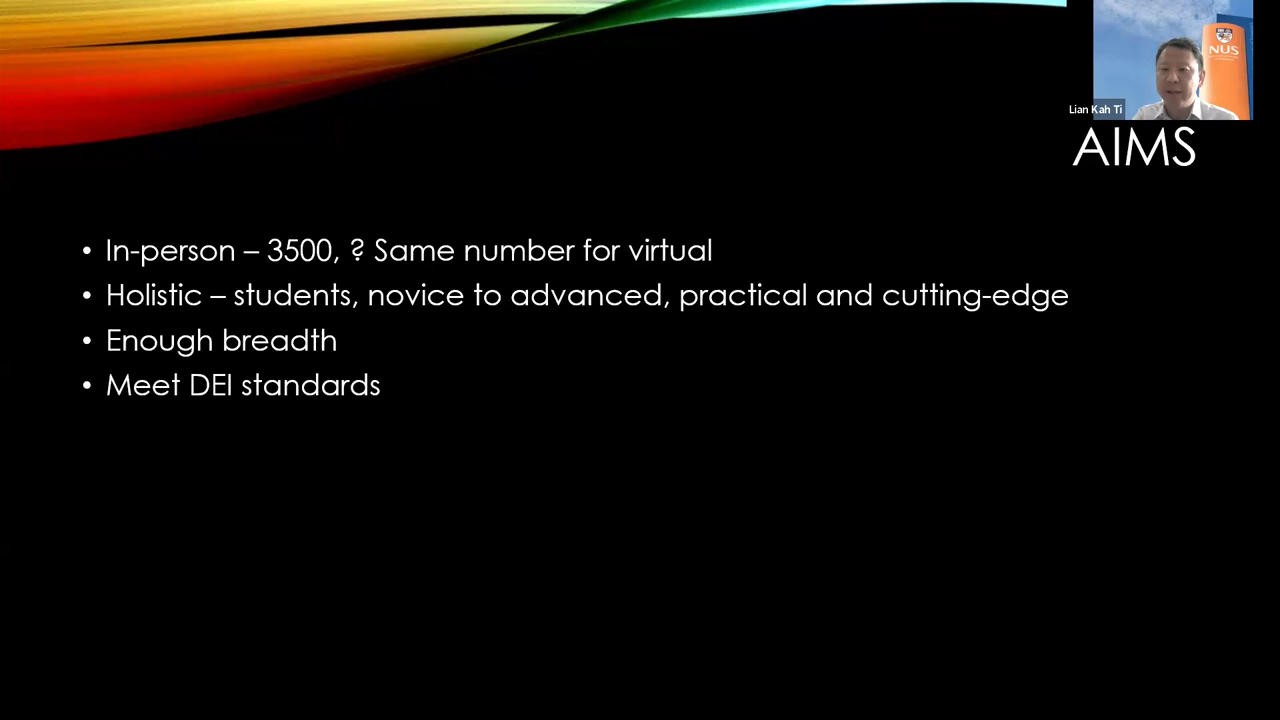 NUS
Lian Kah Ti
AIMS
• In-person – 3500, ? Same number for virtual
• Holistic – students, novice to advanced, practical and cutting-edge
• Enough breadth
• Meet DEI standards